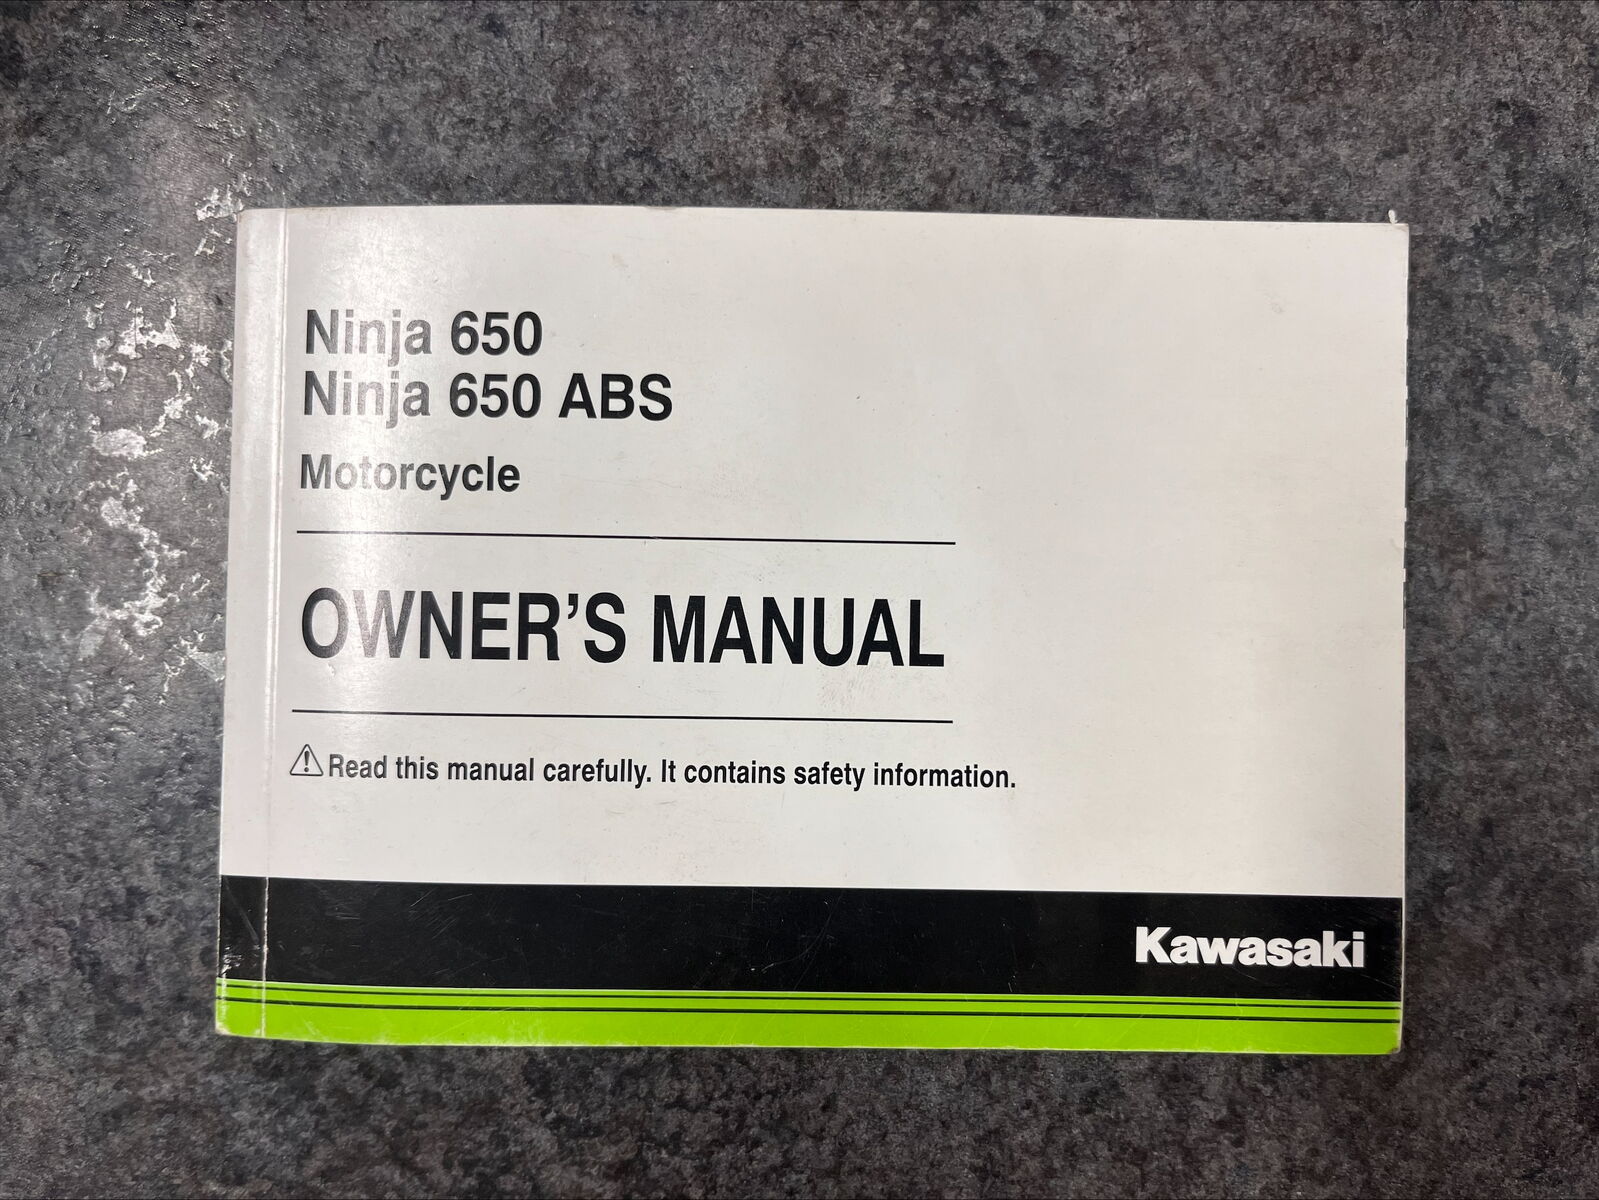 Ninja 650
Ninja 650 ABS
Motorcycle
OWNER’S MANUAL
Read this manual carefully. It contains safety information.
Kawasaki